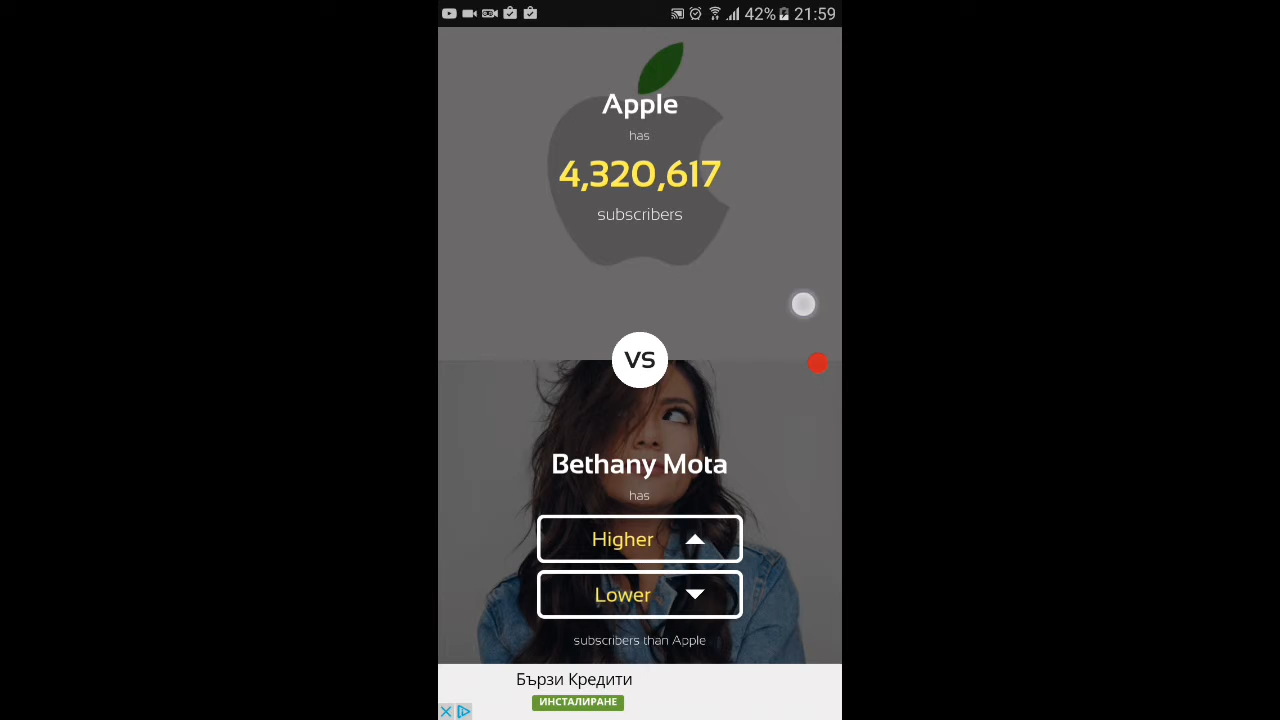 42% 21:59
Apple
has
4,320,617
subscribers
VS
Bethany Mota
has
Higher
Lower
subscribers than Apple
Бързи Кредити
ИНСТАЛИРАНЕ